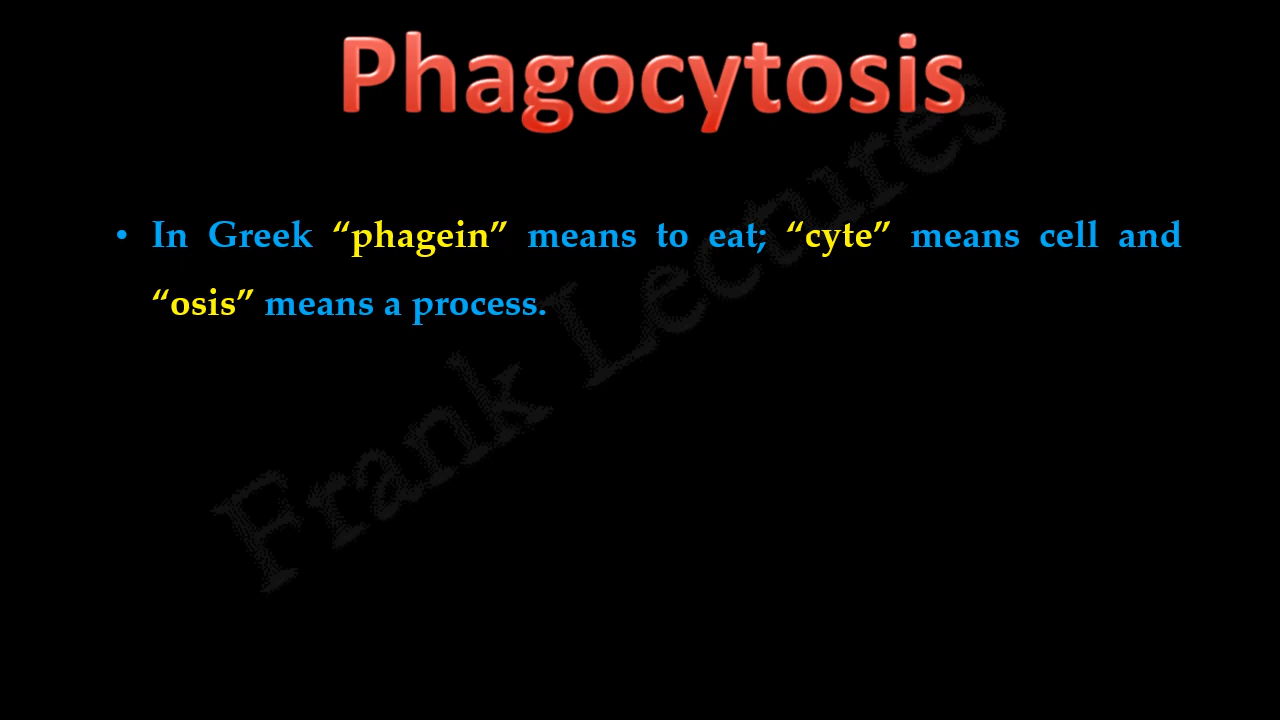 Phagocytosis
• In Greek “phagein” means to eat; “cyte” means cell and
“osis” means a process.
Frank Lectures